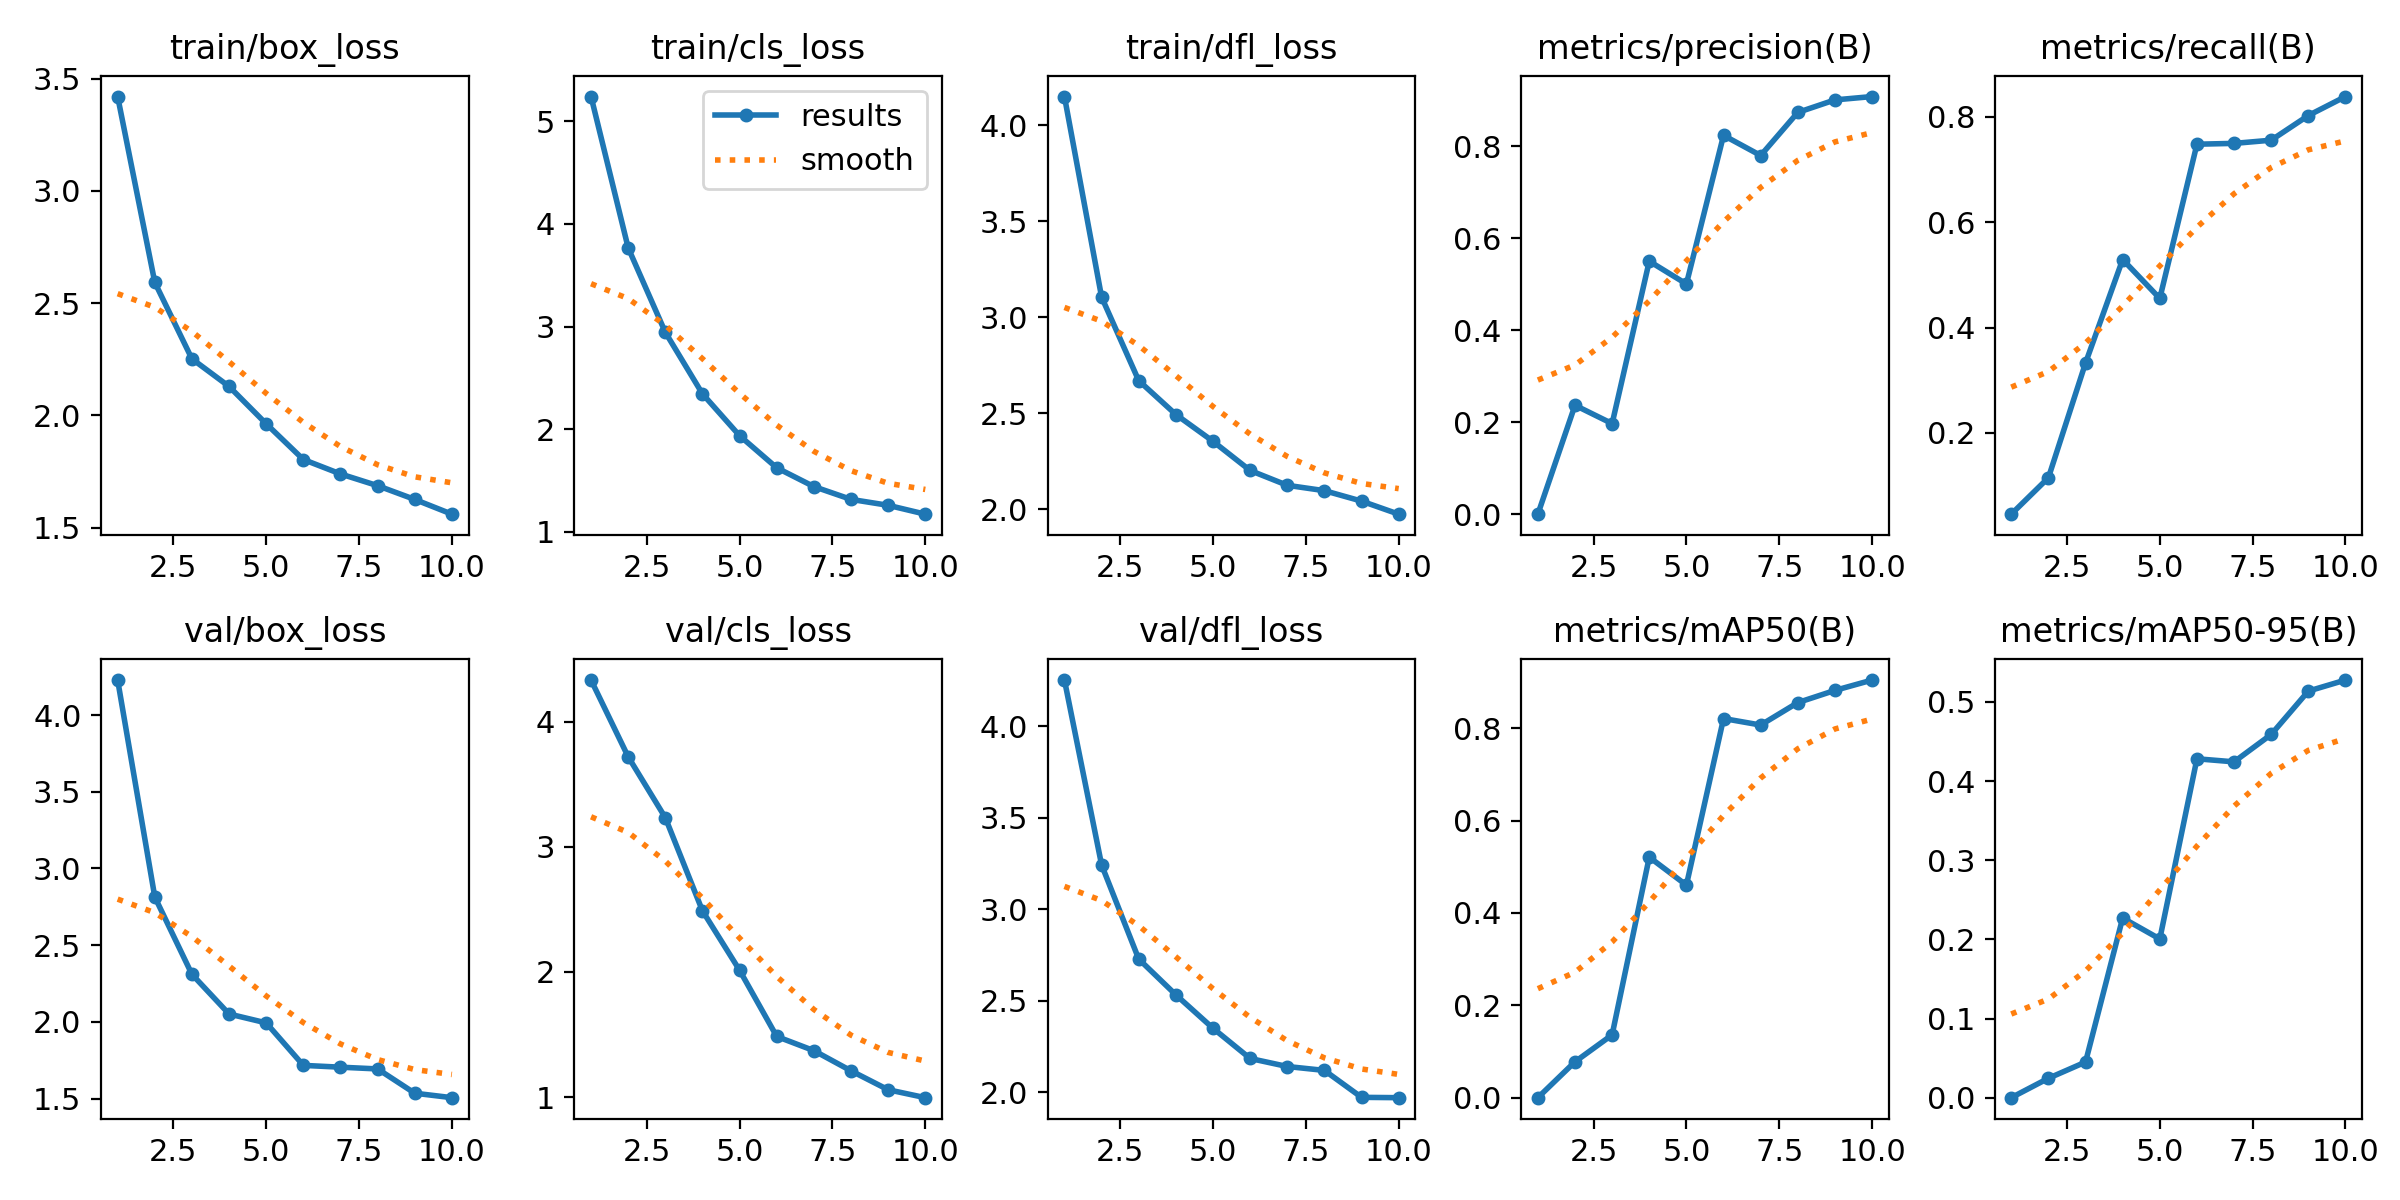 train/box_loss
3.5
3.0
2.5
2.0
1.5
2.5 5.0 7.5 10.0
train/cls_loss
results
smooth
5
4
3
2
1
2.5 5.0 7.5 10.0
train/dfl_loss
4.0
3.5
3.0
2.5
2.0
2.5 5.0 7.5 10.0
metrics/precision(B)
0.8
0.6
0.4
0.2
0.0
2.5 5.0 7.5 10.0
metrics/recall(B)
0.8
0.6
0.4
0.2
2.5 5.0 7.5 10.0
val/box_loss
4.0
3.5
3.0
2.5
2.0
1.5
2.5 5.0 7.5 10.0
val/cls_loss
4
3
2
1
2.5 5.0 7.5 10.0
val/dfl_loss
4.0
3.5
3.0
2.5
2.0
2.5 5.0 7.5 10.0
metrics/mAP50(B)
0.8
0.6
0.4
0.2
0.0
2.5 5.0 7.5 10.0
metrics/mAP50-95(B)
0.5
0.4
0.3
0.2
0.1
0.0
2.5 5.0 7.5 10.0